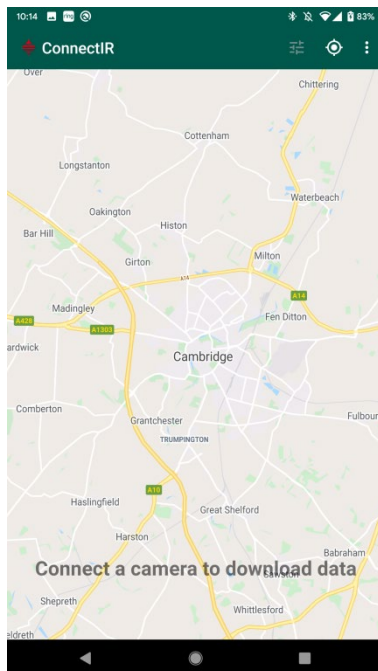 10:14 ring 83%
ConnectIR
Over
Chittering
Cottenham
Longstanton
Waterbeach
Oakington
Histon
Bar Hill
Girton
Milton
A14
A14
Madingley
Fen Ditton
A428
A1303
ardwick
Cambridge
Comberton
Grantchester
Fulbour
TRUMPINGTON
A10
Haslingfield
Great Shelford
Harston
Babraham
Connect a camera to download data
Sawston
Shepreth
Whittlesford
eldreth